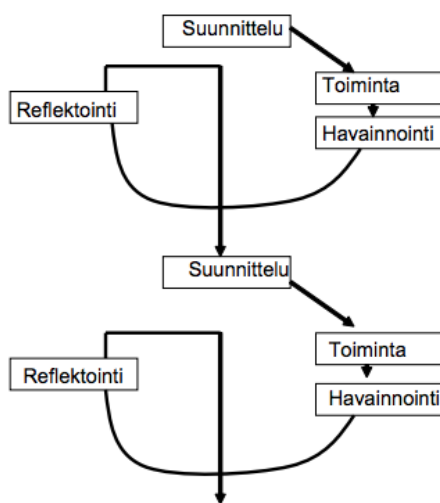 Suunnittelu
Toiminta
Reflektointi
Havainnointi
Suunnittelu
Toiminta
Reflektointi
Havainnointi